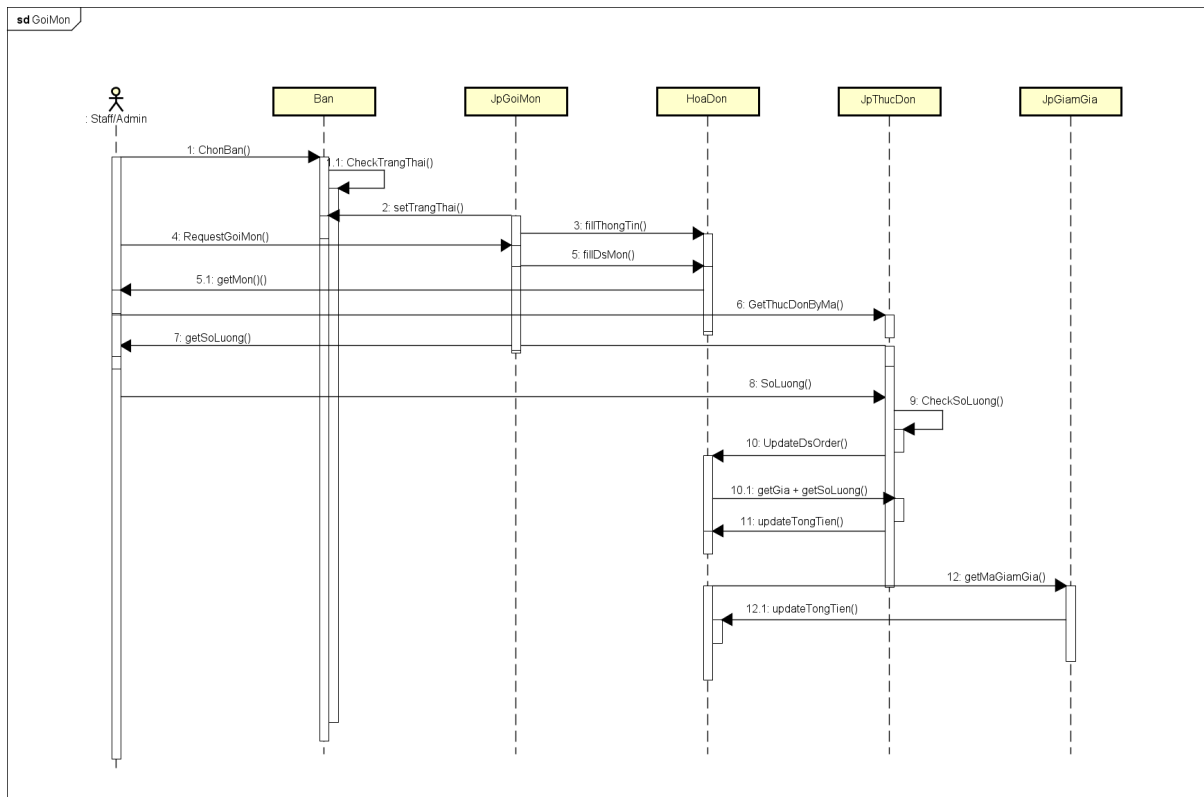 sd GoiMon
: Staff/Admin
Ban
JpGoiMon
HoaDon
JpThucDon
JpGiamGia
1: ChonBan()
1.1: CheckTrangThai()
2: setTrangThai()
3: fillThongTin()
4: RequestGoiMon()
5: fillDsMon()
5.1: getMon()()
6: GetThucDonByMa()
7: getSoLuong()
8: SoLuong()
9: CheckSoLuong()
10: UpdateDsOrder()
10.1: getGia + getSoLuong()
11: updateTongTien()
12: getMaGiamGia()
12.1: updateTongTien()